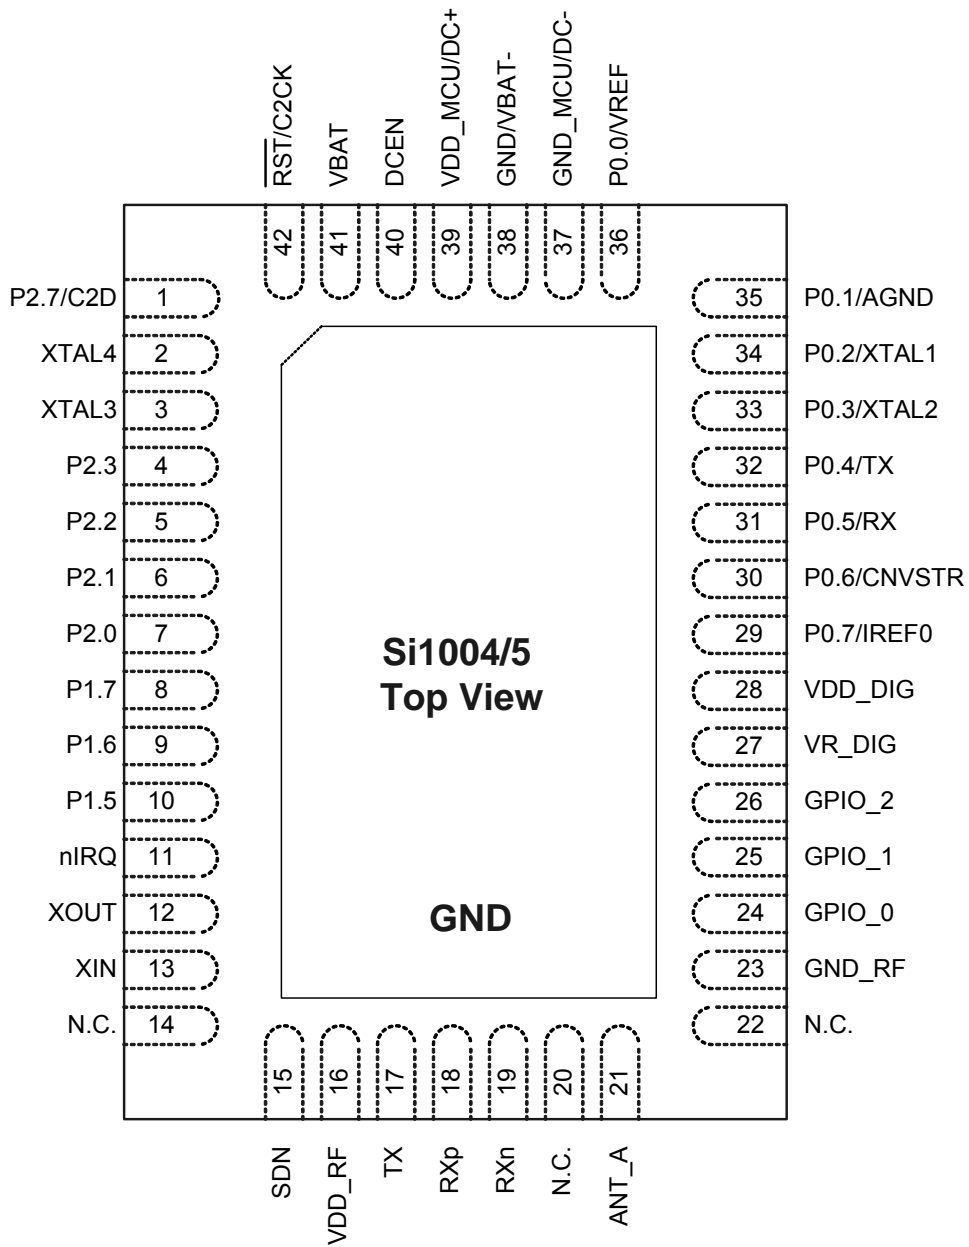 R̅S̅T̅/C2CK
VBAT
DCEN
VDD_MCU/DC+
GND/VBAT-
GND_MCU/DC-
P0.0/VREF
42
41
40
39
38
37
36
P2.7/C2D 1
XTAL4 2
XTAL3 3
P2.3 4
P2.2 5
P2.1 6
P2.0 7
P1.7 8
P1.6 9
P1.5 10
nIRQ 11
XOUT 12
XIN 13
N.C. 14
Si1004/5
Top View
GND
35 P0.1/AGND
34 P0.2/XTAL1
33 P0.3/XTAL2
32 P0.4/TX
31 P0.5/RX
30 P0.6/CNVSTR
29 P0.7/IREF0
28 VDD_DIG
27 VR_DIG
26 GPIO_2
25 GPIO_1
24 GPIO_0
23 GND_RF
22 N.C.
15
16
17
18
19
20
21
SDN
VDD_RF
TX
RXp
RXn
N.C.
ANT_A